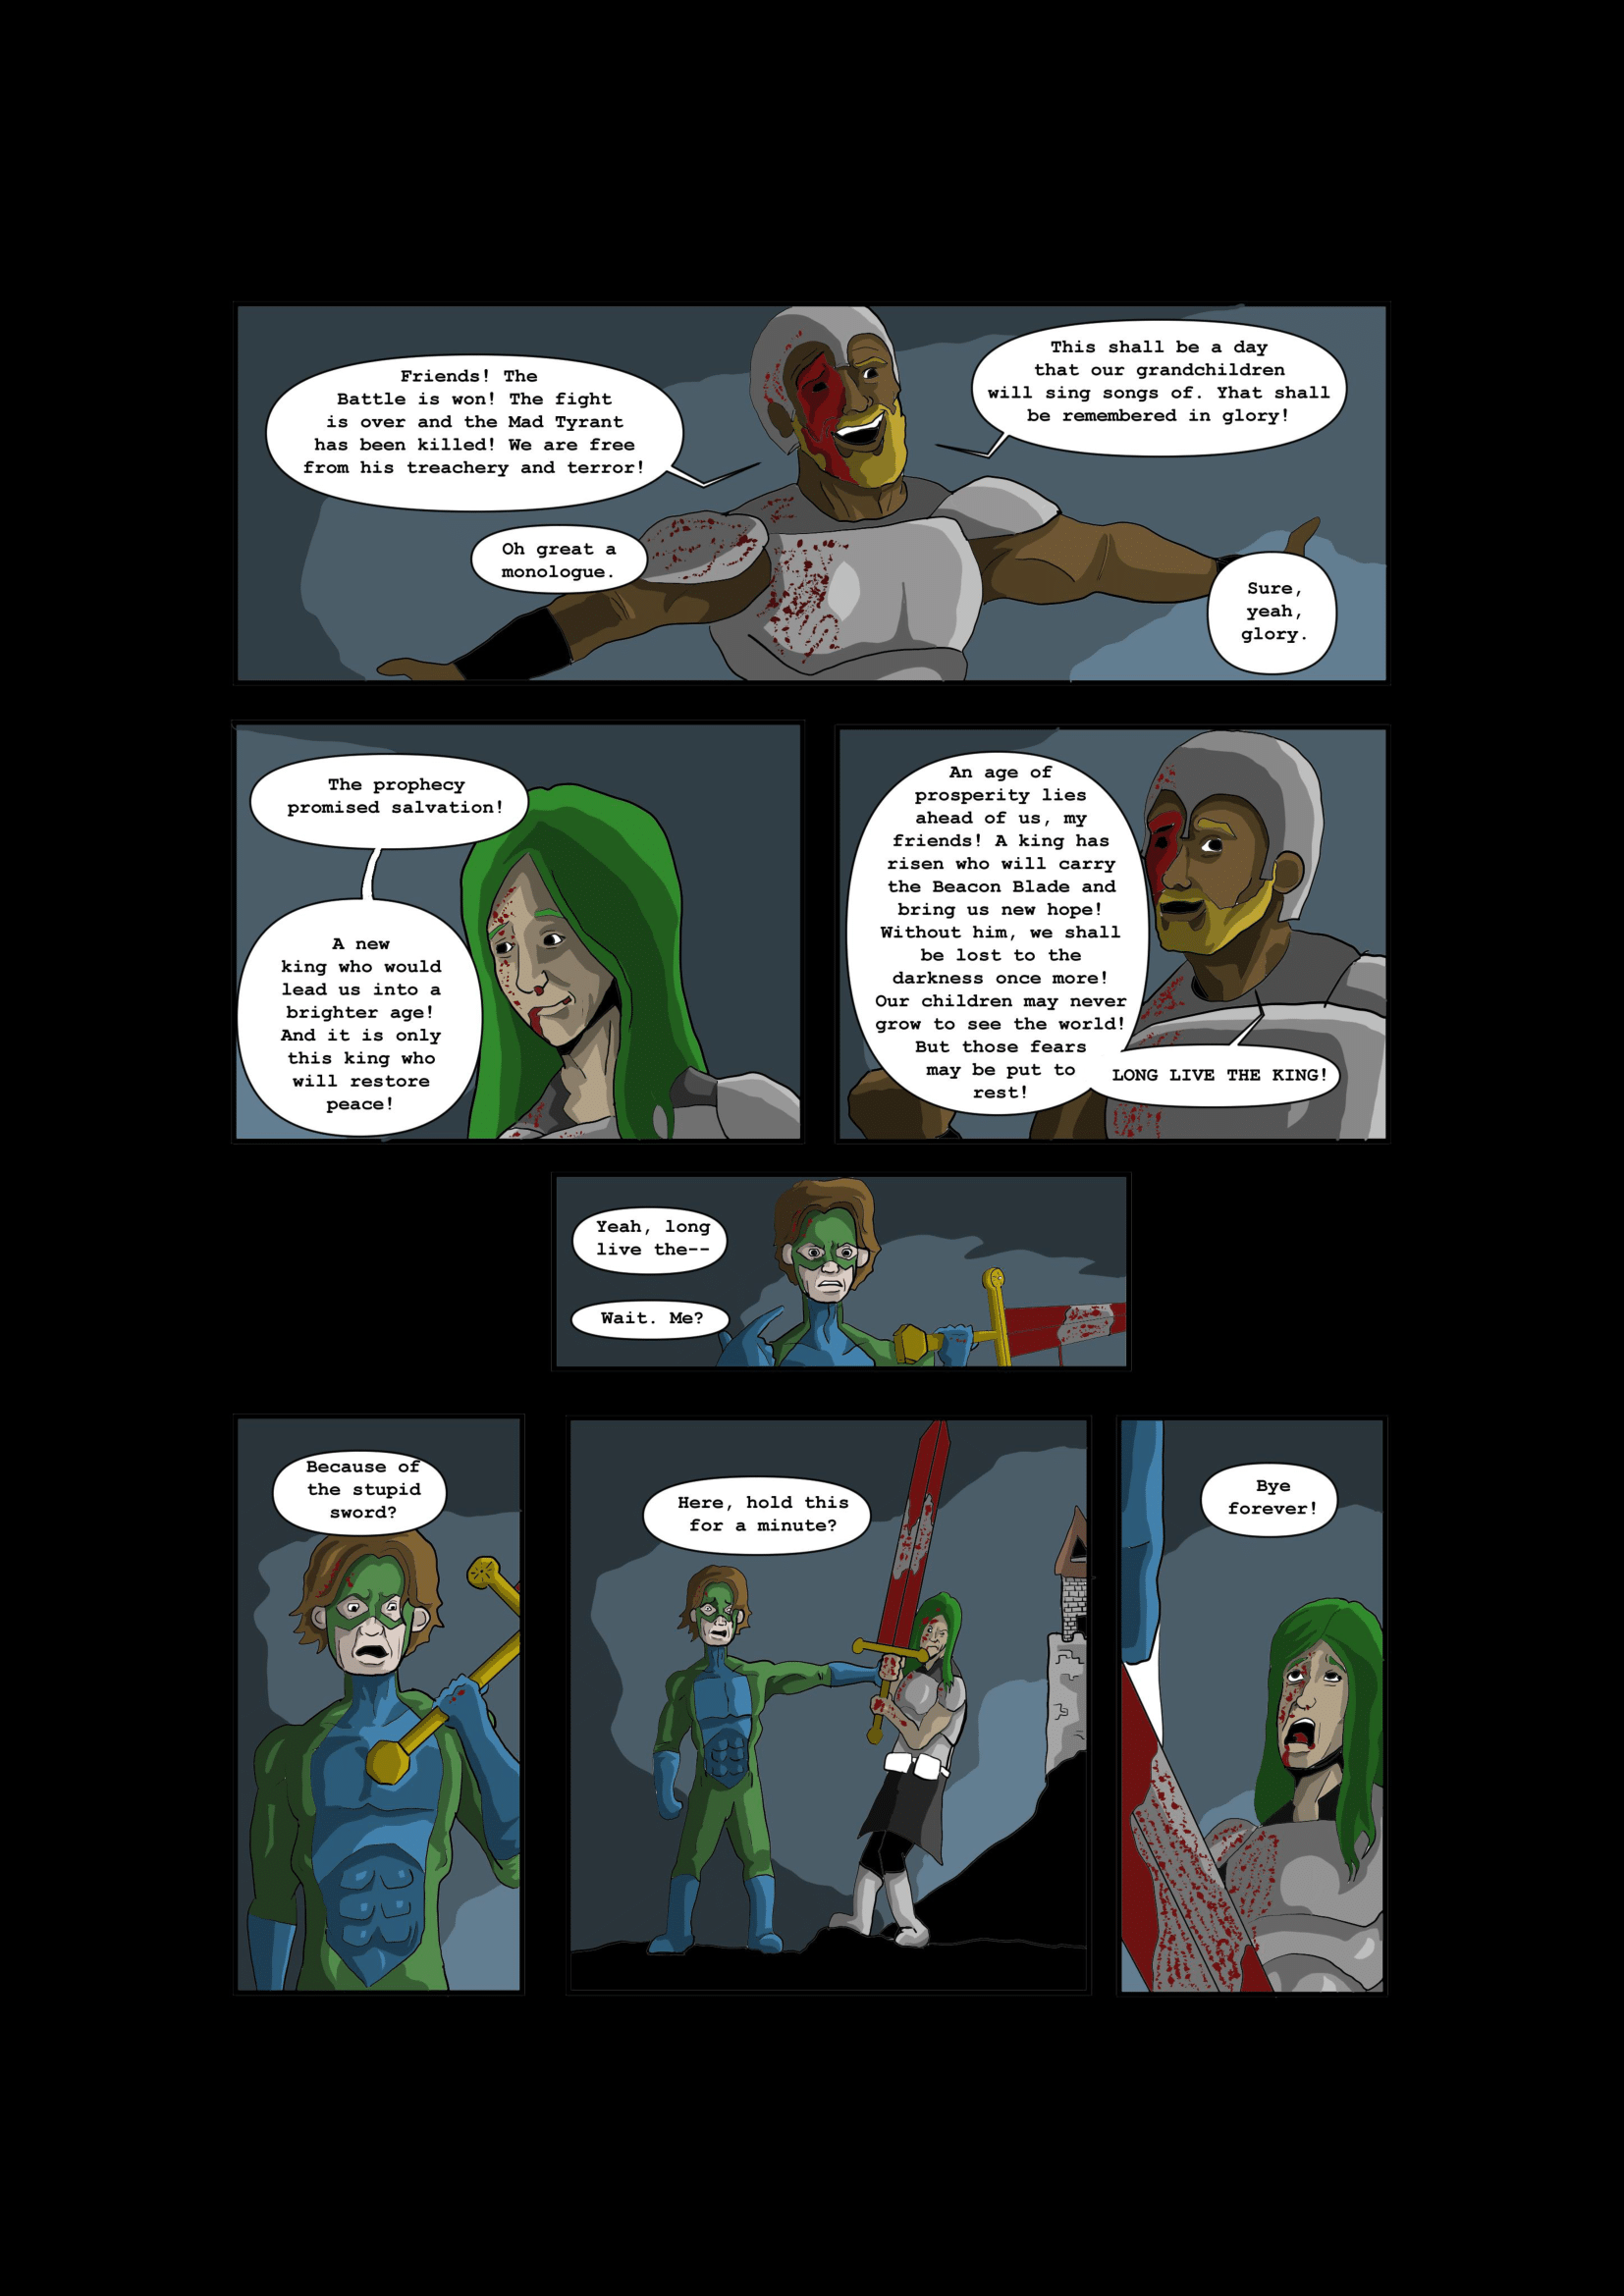 Friends! The
Battle is won! The fight
is over and the Mad Tyrant
has been killed! We are free
from his treachery and terror!
This shall be a day
that our grandchildren
will sing songs of. Yhat shall
be remembered in glory!
Oh great a
monologue.
Sure,
yeah,
glory.
The prophecy
promised salvation!
A new
king who would
lead us into a
brighter age!
And it is only
this king who
will restore
peace!
An age of
prosperity lies
ahead of us, my
friends! A king has
risen who will carry
the Beacon Blade and
bring us new hope!
Without him, we shall
be lost to the
darkness once more!
Our children may never
grow to see the world!
But those fears
may be put to
rest!
LONG LIVE THE KING!
Yeah, long
live the--
Wait. Me?
Because of
the stupid
sword?
Here, hold this
for a minute?
Bye
forever!